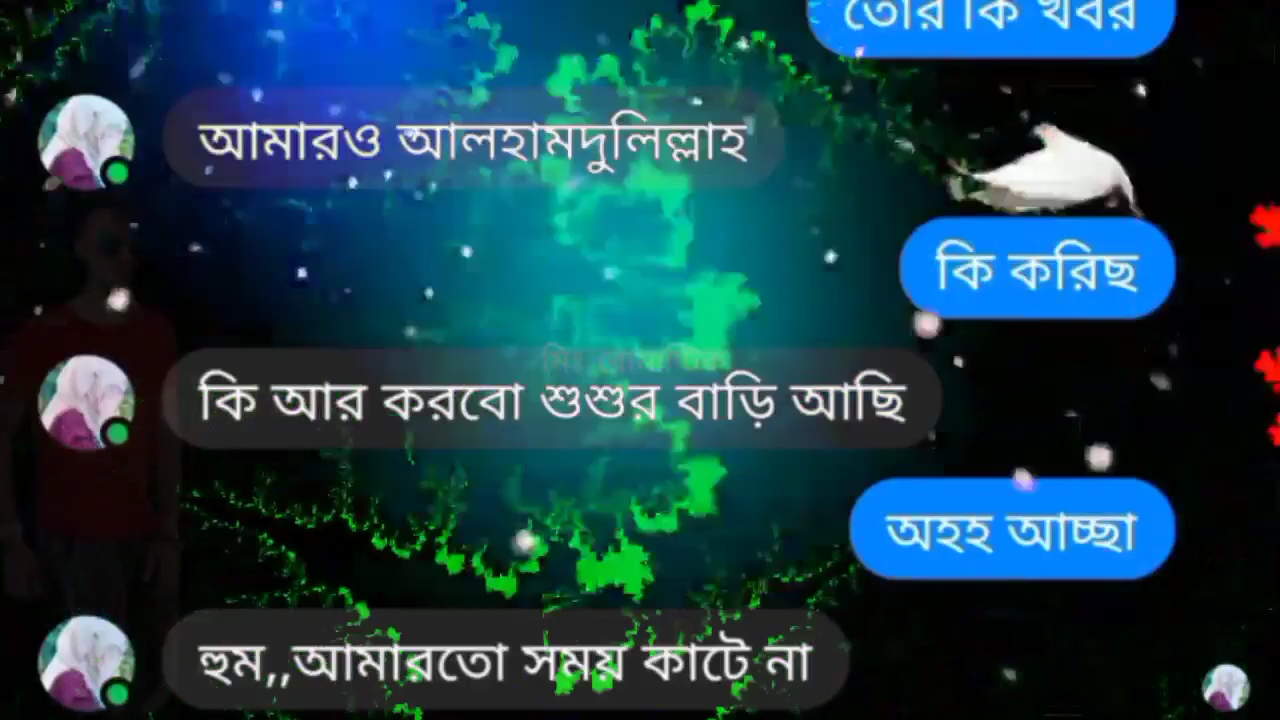 তোর কি খবর
আমারও আলহামদুলিল্লাহ
কি করিছ
কি আর করবো শুশুর বাড়ি আছি
অহহ আচ্ছা
হুম,,আমারতো সময় কাটে না